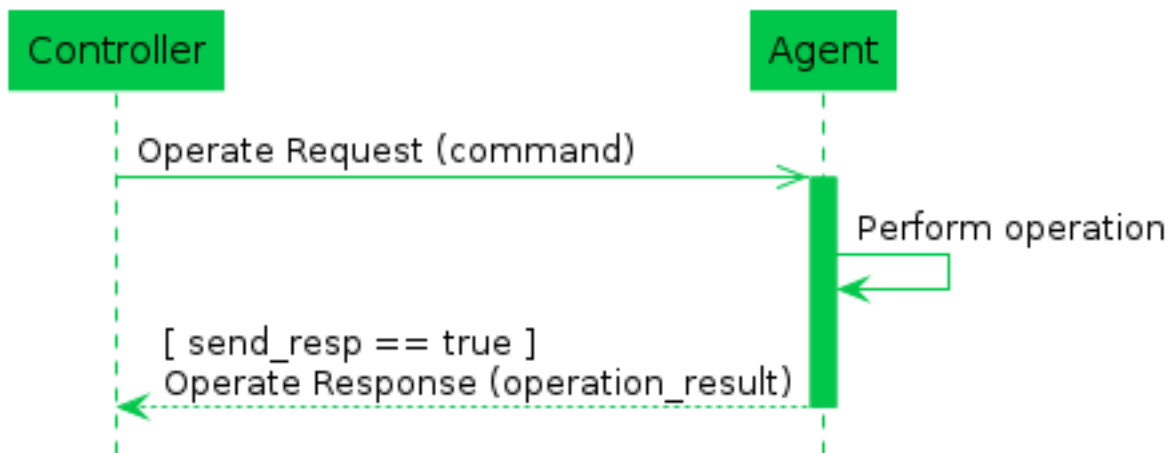 Controller
Agent
Operate Request (command)
Perform operation
[ send_resp == true ]
Operate Response (operation_result)